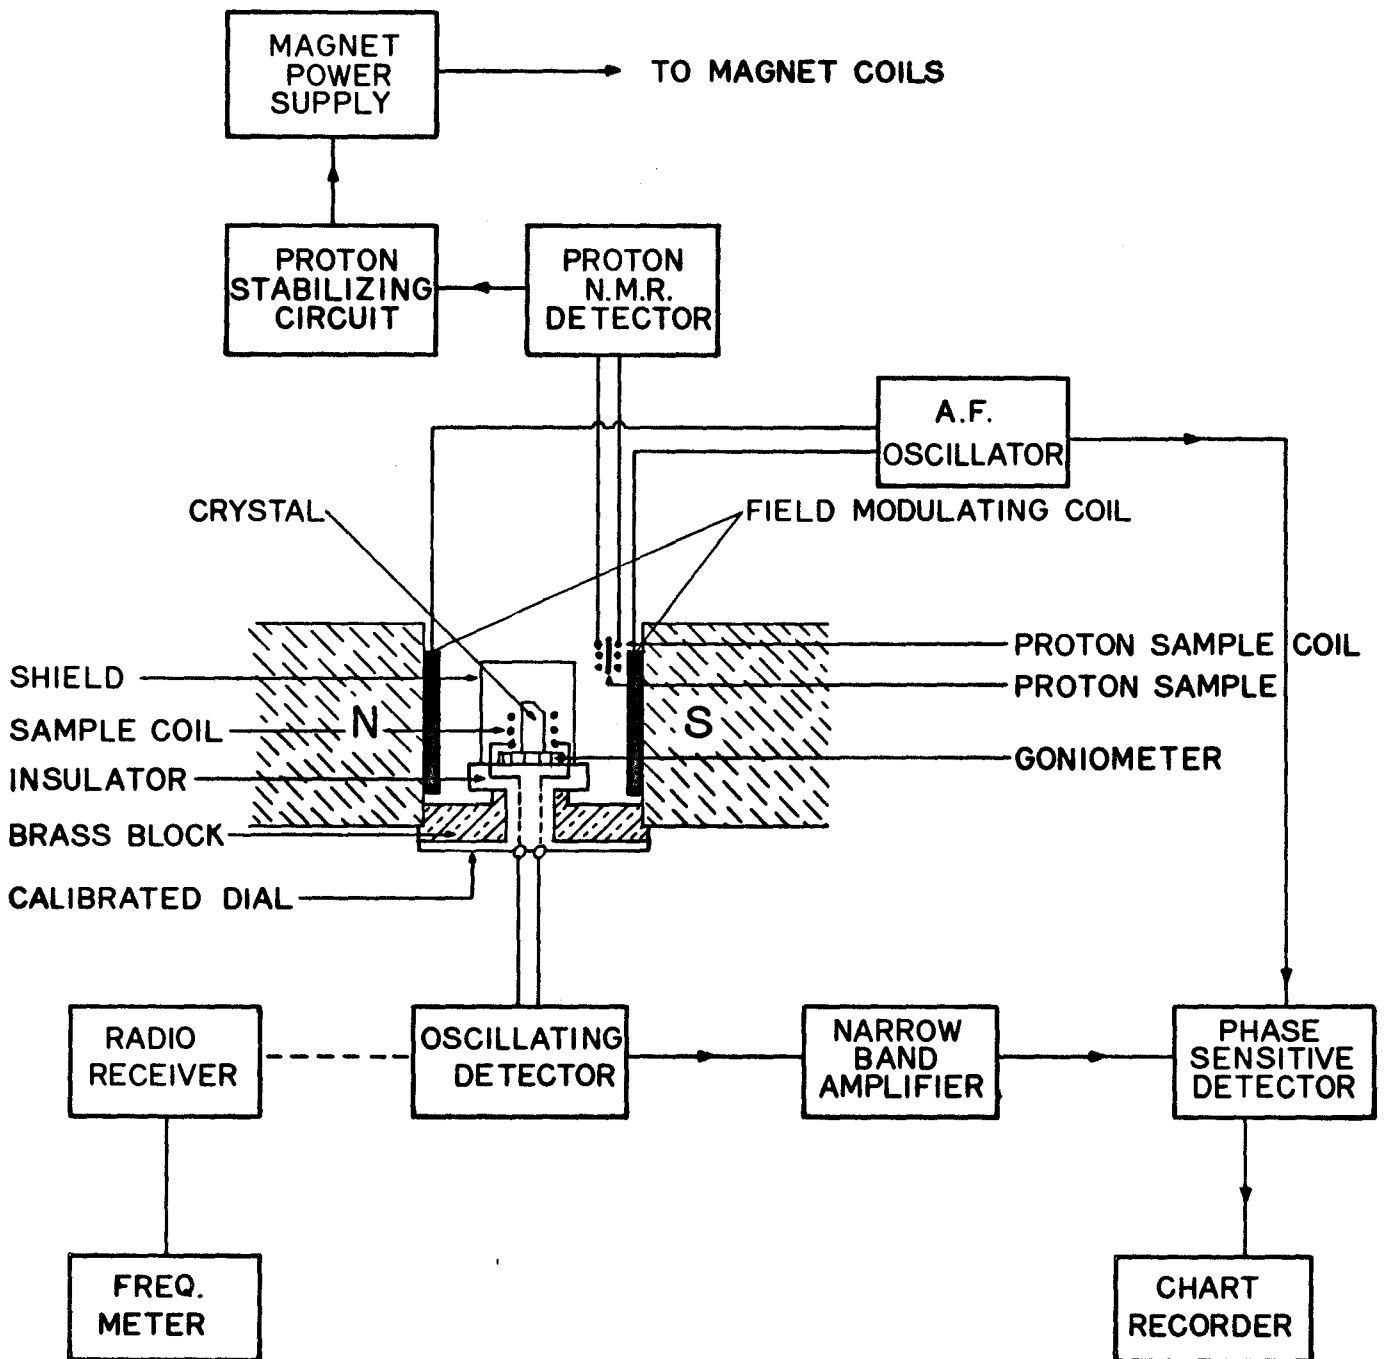 MAGNET
POWER
SUPPLY
TO MAGNET COILS
PROTON
STABILIZING
CIRCUIT
PROTON
N.M.R.
DETECTOR
A.F.
OSCILLATOR
CRYSTAL
FIELD MODULATING COIL
SHIELD
SAMPLE COIL
INSULATOR
BRASS BLOCK
CALIBRATED DIAL
N
S
PROTON SAMPLE COIL
PROTON SAMPLE
GONIOMETER
RADIO
RECEIVER
OSCILLATING
DETECTOR
NARROW
BAND
AMPLIFIER
PHASE
SENSITIVE
DETECTOR
FREQ.
METER
CHART
RECORDER